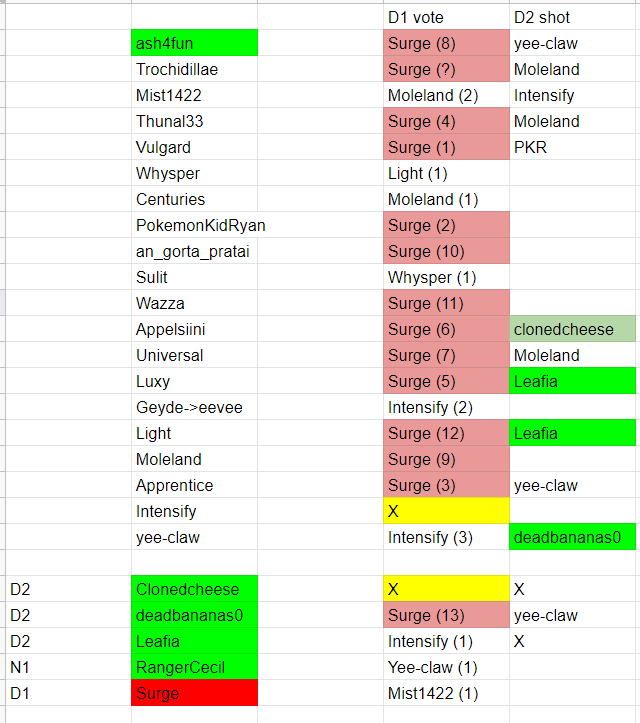 D1 vote D2 shot
ash4fun Surge (8) yee-claw
Trochidillae Surge (?) Moleland
Mist1422 Moleland (2) Intensify
Thunal33 Surge (4) Moleland
Vulgard Surge (1) PKR
Whysper Light (1)
Centuries Moleland (1)
PokemonKidRyan Surge (2)
an_gorta_pratai Surge (10)
Sulit Whysper (1)
Wazza Surge (11)
Appelsiini Surge (6) clonedcheese
Universal Surge (7) Moleland
Luxy Surge (5) Leafia
Geyde->eevee Intensify (2)
Light Surge (12) Leafia
Moleland Surge (9)
Apprentice Surge (3) yee-claw
Intensify X
yee-claw Intensify (3) deadbananas0
D2 Clonedcheese X X
D2 deadbananas0 Surge (13) yee-claw
D2 Leafia Intensify (1) X
N1 RangerCecil Yee-claw (1)
D1 Surge Mist1422 (1)